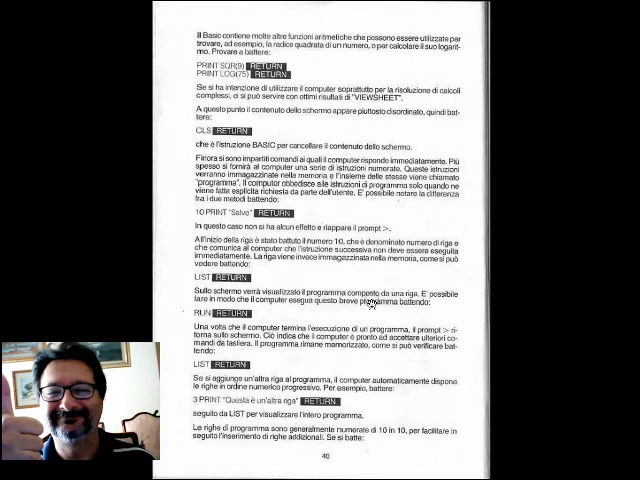 Il Basic contiene molte altre funzioni aritmetiche che possono essere utilizzate per
trovare, ad esempio, la radice quadrata di un numero, o per calcolare il suo logarit-
mo. Provare a battere:
PRINT SQR(9) RETURN
PRINT LOG(75) RETURN
Se si ha intenzione di utilizzare il computer soprattutto per la risoluzione di calcoli
complessi, ci si può servire con ottimi risultati di "VIEWSHEET".
A questo punto il contenuto dello schermo appare piuttosto disordinato, quindi bat-
tere:
CLS RETURN
che è l'istruzione BASIC per cancellare il contenuto dello schermo.
Finora si sono impartiti comandi ai quali il computer risponde immediatamente. Più
spesso si fornirà al computer una serie di istruzioni numerate. Queste istruzioni
verranno immagazzinate nella memoria e l'insieme delle stesse viene chiamato
"programma". Il computer obbedisce alle istruzioni di programma solo quando ne
viene fatta esplicita richiesta da parte dell'utente. E' possibile notare la differenza
fra i due metodi battendo:
10 PRINT "Salve" RETURN
In questo caso non si ha alcun effetto e riappare il prompt >.
All'inizio della riga è stato battuto il numero 10, che è denominato numero di riga e
che comunica al computer che l'istruzione successiva non deve essere eseguita
immediatamente. La riga viene invece immagazzinata nella memoria, come si può
vedere battendo:
LIST RETURN
Sullo schermo verrà visualizzato il programma composto da una riga. E' possibile
fare in modo che il computer esegua questo breve programma battendo:
RUN RETURN
Una volta che il computer termina l'esecuzione di un programma, il prompt > ri-
torna sullo schermo. Ciò indica che il computer è pronto ad accettare ulteriori co-
mandi da tastiera. Il programma rimane memorizzato, come si può verificare bat-
tendo:
LIST RETURN
Se si aggiunge un'altra riga al programma, il computer automaticamente dispone
le righe in ordine numerico progressivo. Per esempio, battere:
3 PRINT "Questa è un'altra riga" RETURN
seguito da LIST per visualizzare l'intero programma.
Le righe di programma sono generalmente numerate di 10 in 10, per facilitare in
seguito l'inserimento di righe addizionali. Se si batte:
40